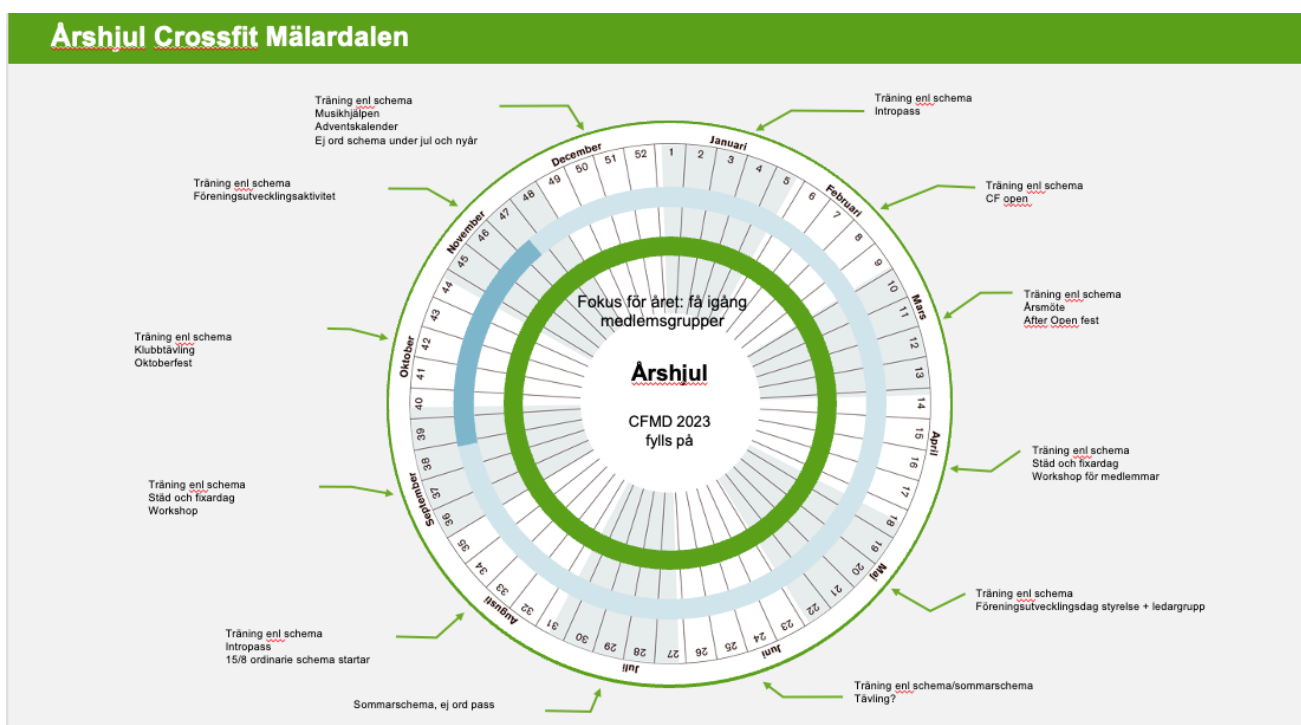 Årshjul Crossfit Mälardalen
Träning enl schema
Musikhjälpen
Adventskalender
Ej ord schema under jul och nyår
Träning enl schema
Intropass
Träning enl schema
Föreningsutvecklingsaktivitet
Träning enl schema
CF open
Träning enl schema
Årsmöte
After Open fest
Träning enl schema
Klubbtävling
Oktoberfest
Träning enl schema
Städ och fixardag
Workshop för medlemmar
Träning enl schema
Städ och fixardag
Workshop
Träning enl schema
Föreningsutvecklingsdag styrelse + ledargrupp
Träning enl schema
Intropass
15/8 ordinarie schema startar
Träning enl schema/sommarschema
Tävling?
Sommarschema, ej ord pass
Januari
Februari
Mars
April
Maj
Juni
Juli
Augusti
September
Oktober
November
December
1 2 3 4 5 6 7 8 9 10 11 12 13 14 15 16 17 18 19 20 21 22 23 24 25 26 27 28 29 30 31 32 33 34 35 36 37 38 39 40 41 42 43 44 45 46 47 48 49 50 51 52
Fokus för året: få igång
medlemsgrupper
Årshjul
CFMD 2023
fylls på